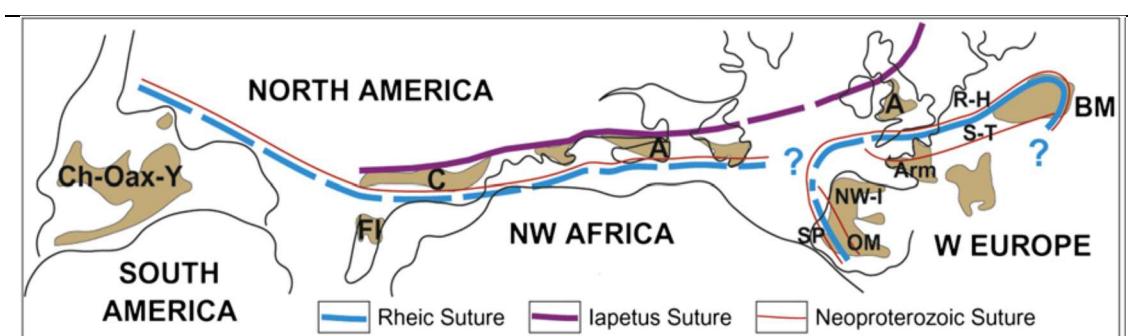 NORTH AMERICA
A
R-H
BM
S-T
?
?
Ch-Oax-Y
C
A
Arm
NW-I
FI
NW AFRICA
SP
OM
W EUROPE
SOUTH
AMERICA
Rheic Suture
Iapetus Suture
Neoproterozoic Suture